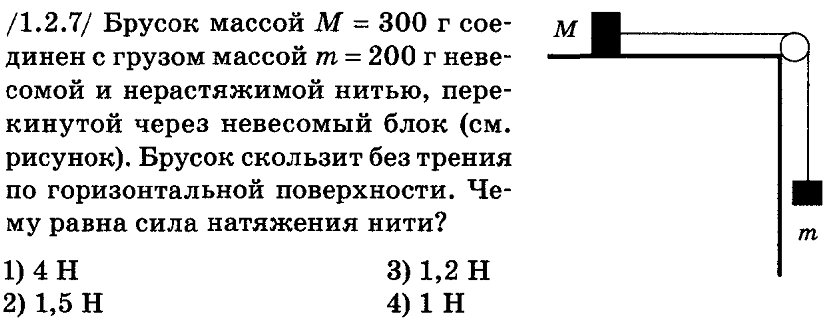 /1.2.7/ Брусок массой M = 300 г сое-
динен с грузом массой m = 200 г неве-
сомой и нерастяжимой нитью, пере-
кинутой через невесомый блок (см.
рисунок). Брусок скользит без трения
по горизонтальной поверхности. Че-
му равна сила натяжения нити?
1) 4 Н 3) 1,2 Н
2) 1,5 Н 4) 1 Н
M
m